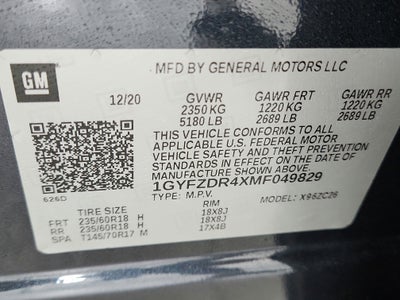 GM
MFD BY GENERAL MOTORS LLC
12/20 GVWR GAWR FRT GAWR RR
2350 KG 1220 KG 1220 KG
5180 LB 2689 LB 2689 LB
THIS VEHICLE CONFORMS TO ALL
APPLICABLE U.S. FEDERAL MOTOR
VEHICLE SAFETY AND THEFT PREVENTION
STANDARDS IN EFFECT ON THE DATE OF
MANUFACTURE SHOWN ABOVE.
1GYFZDR4XMF049829
626D TYPE: M.P.V. MODEL: X96ZC26
TIRE SIZE RIM
FRT 235/60R18 H 18X8J
RR 235/60R18 H 18X8J
SPA T145/70R17 M 17X4B